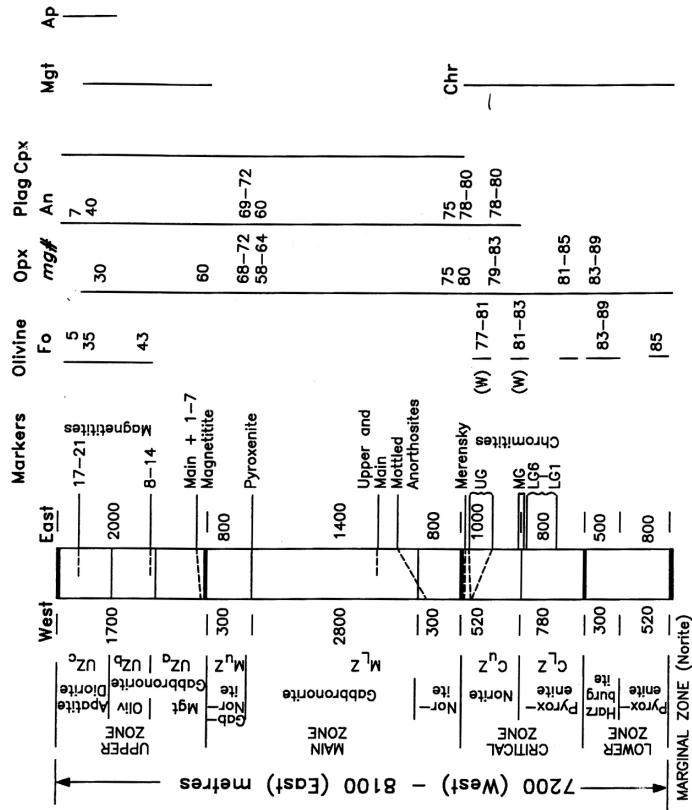 Markers
Olivine
Fo
Opx
mg#
Plag
An
Cpx
Mgt
Ap
Chr
West
East
7200 (West) – 8100 (East) metres
UPPER
ZONE
Apatite
Diorite
Oliv
Mgt
Gabbronorite
UZc
UZb
UZa
1700
2000
17–21
8–14
Magnetitites
Main + 1–7
Magnetitite
5
35
43
30
60
7
40
MAIN
ZONE
Gab–
Nor–
ite
MuZ
300
800
Pyroxenite
68–72
58–64
69–72
60
Gabbronorite
MLZ
2800
1400
Upper and
Main
Mottled
Anorthosites
Nor–
ite
300
800
75
75
CRITICAL
ZONE
Norite
CuZ
520
1000
Merensky
UG
80
78–80
(W)
77–81
79–83
78–80
MG
(W)
81–83
Pyrox–
enite
CLZ
780
800
LG6
LG1
Chromitites
81–85
LOWER
ZONE
Harz
burg
ite
300
500
83–89
83–89
Pyrox–
enite
520
800
85
MARGINAL ZONE (Norite)